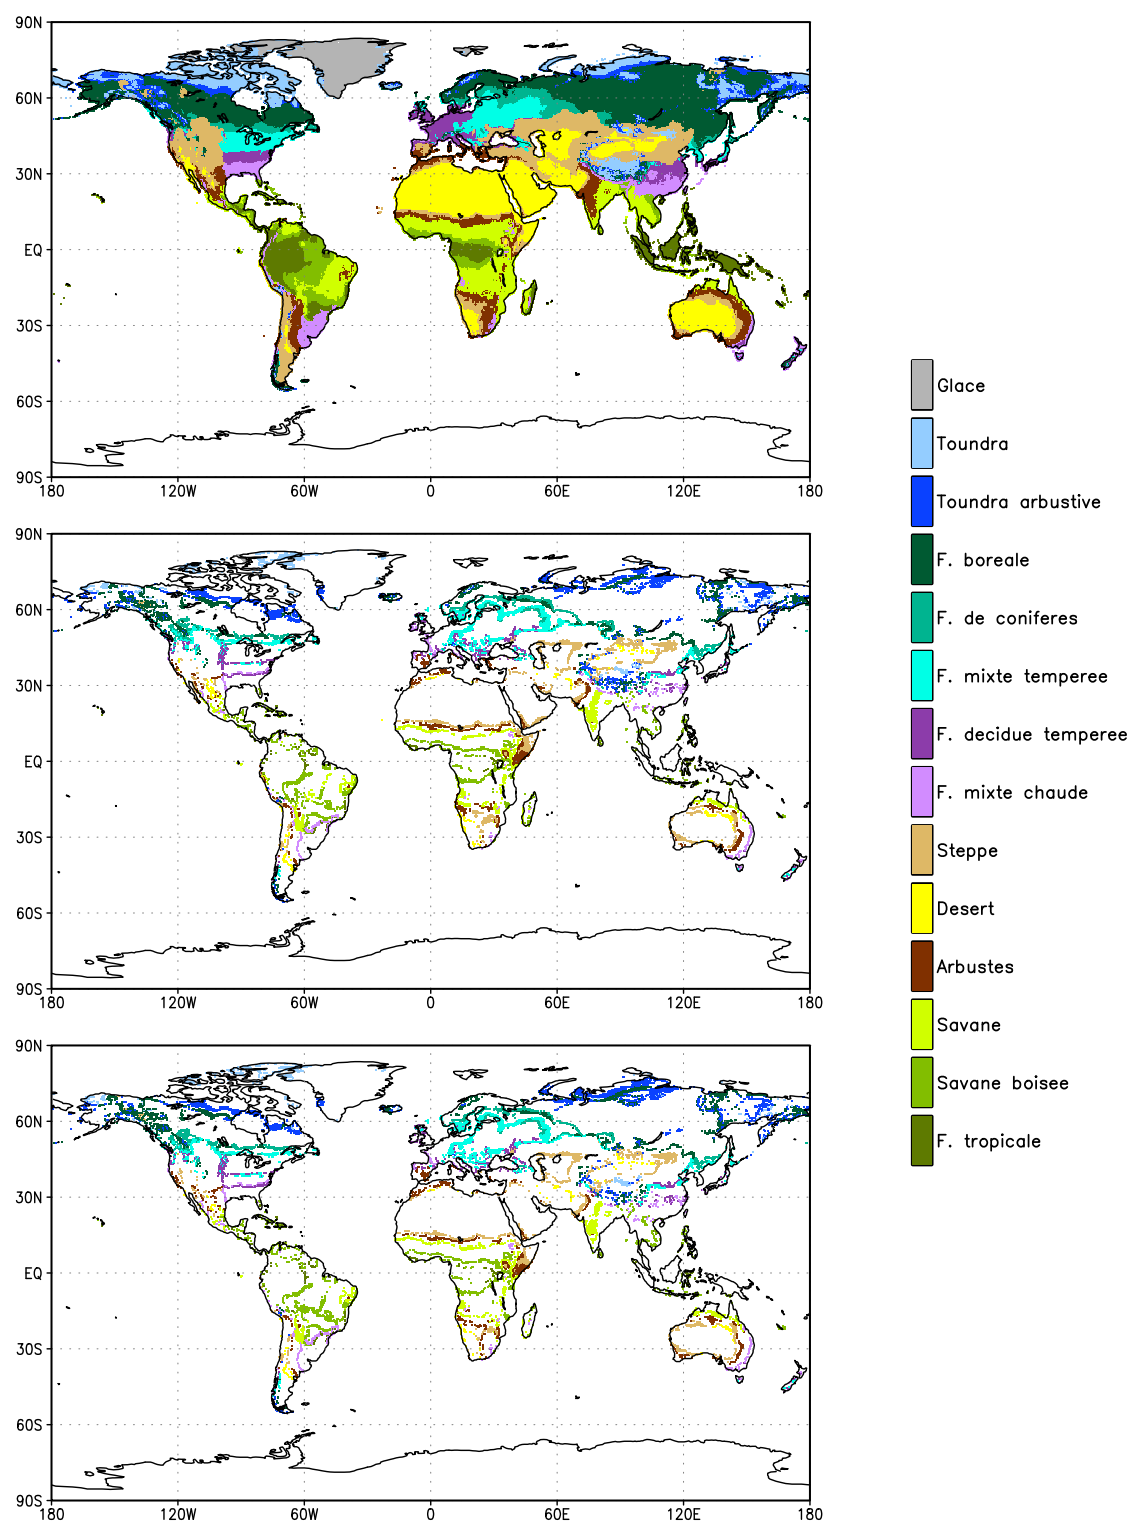 90N
60N
30N
EQ
30S
60S
90S
180 120W 60W 0 60E 120E 180
90N
60N
30N
EQ
30S
60S
90S
180 120W 60W 0 60E 120E 180
90N
60N
30N
EQ
30S
60S
90S
180 120W 60W 0 60E 120E 180
Glace
Toundra
Toundra arbustive
F. boreale
F. de coniferes
F. mixte temperee
F. decidue temperee
F. mixte chaude
Steppe
Desert
Arbustes
Savane
Savane boisee
F. tropicale